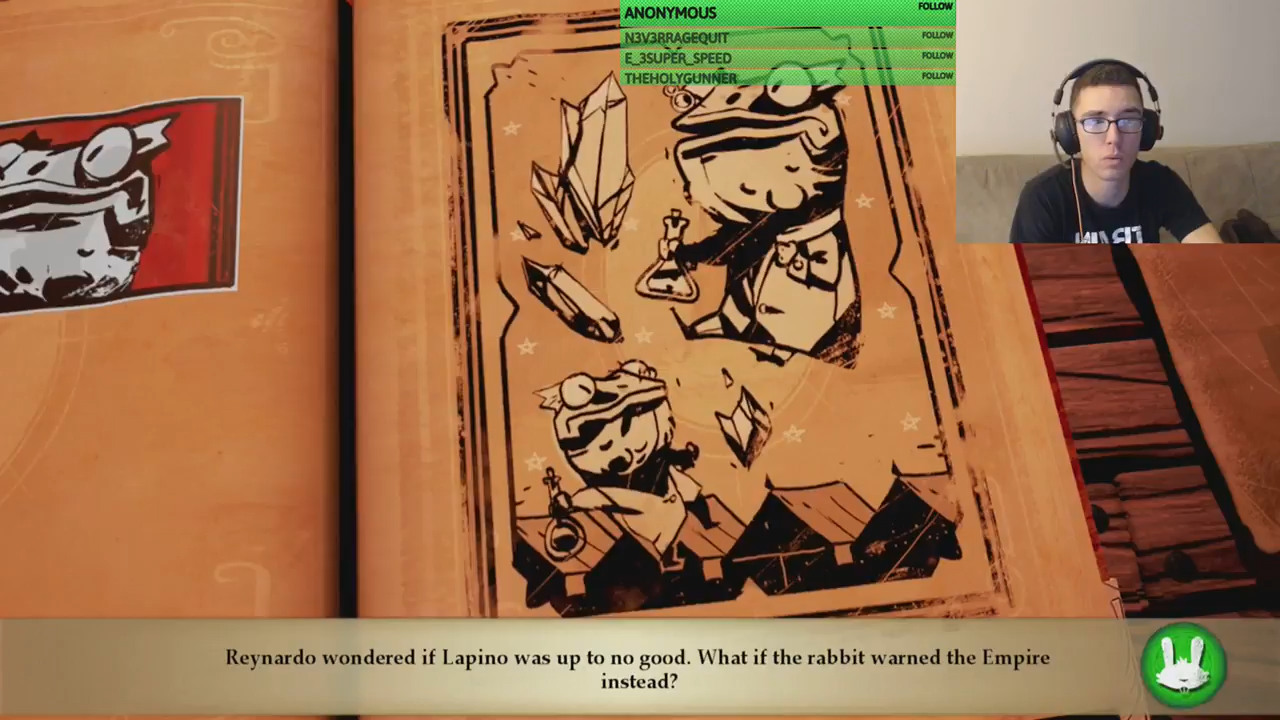 ANONYMOUS FOLLOW
N3V3RRAGEQUIT FOLLOW
E_3SUPER_SPEED FOLLOW
THEHOLYGUNNER FOLLOW
Reynardo wondered if Lapino was up to no good. What if the rabbit warned the Empire
instead?